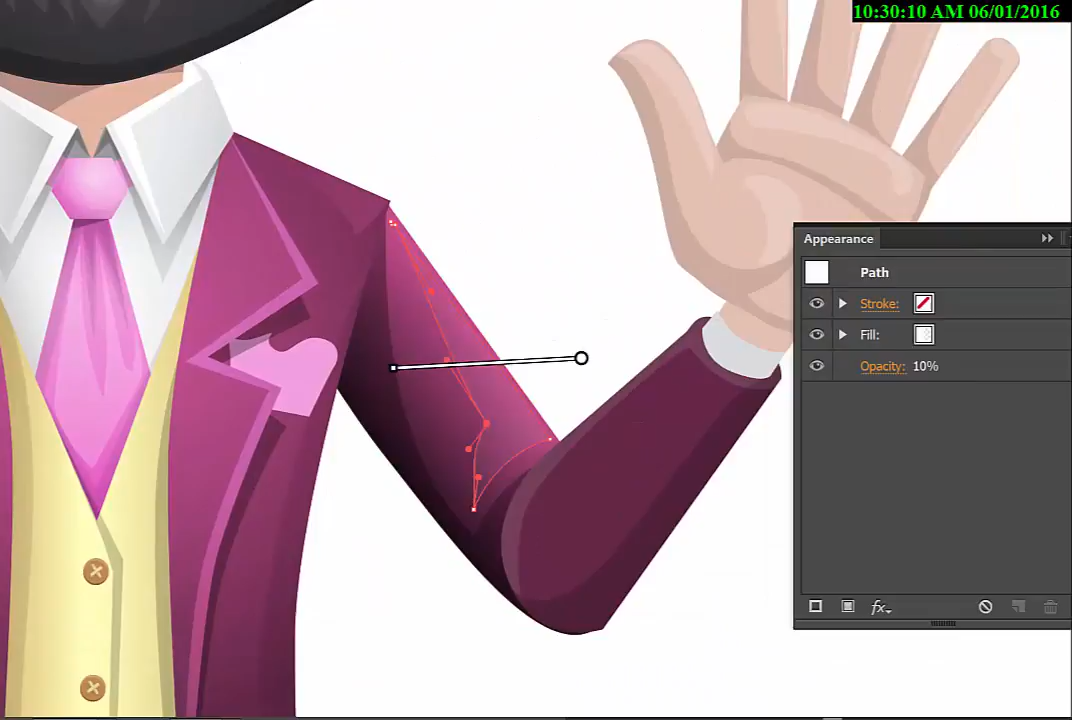 10:30:10 AM 06/01/2016
Appearance
Path
Stroke:
Fill:
Opacity: 10%
fx